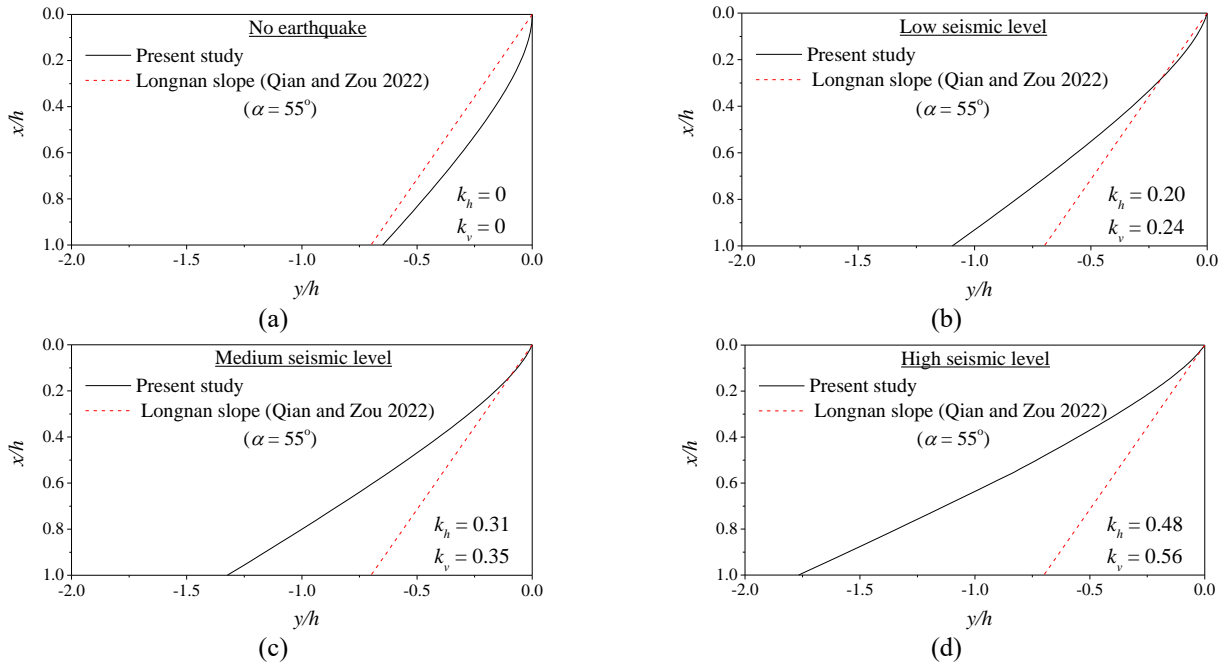 No earthquake
Present study
Longnan slope (Qian and Zou 2022)
(α = 55°)
k_h = 0
k_v = 0
x/h
0.0
0.2
0.4
0.6
0.8
1.0
-2.0 -1.5 -1.0 -0.5 0.0
y/h
(a)
Low seismic level
Present study
Longnan slope (Qian and Zou 2022)
(α = 55°)
k_h = 0.20
k_v = 0.24
x/h
0.0
0.2
0.4
0.6
0.8
1.0
-2.0 -1.5 -1.0 -0.5 0.0
y/h
(b)
Medium seismic level
Present study
Longnan slope (Qian and Zou 2022)
(α = 55°)
k_h = 0.31
k_v = 0.35
x/h
0.0
0.2
0.4
0.6
0.8
1.0
-2.0 -1.5 -1.0 -0.5 0.0
y/h
(c)
High seismic level
Present study
Longnan slope (Qian and Zou 2022)
(α = 55°)
k_h = 0.48
k_v = 0.56
x/h
0.0
0.2
0.4
0.6
0.8
1.0
-2.0 -1.5 -1.0 -0.5 0.0
y/h
(d)